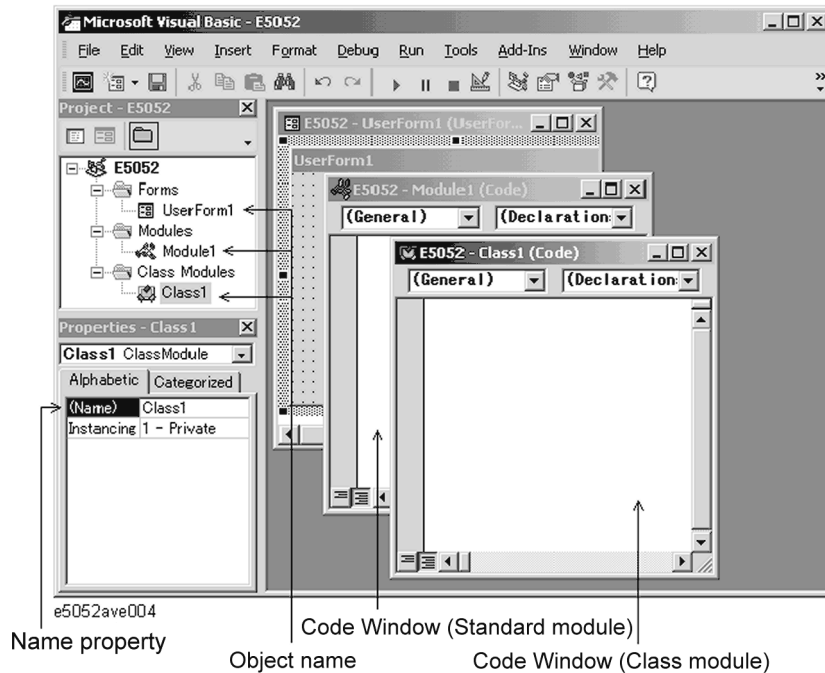 Microsoft Visual Basic - E5052
File Edit View Insert Format Debug Run Tools Add-Ins Window Help
Project - E5052
E5052
Forms
UserForm1
Modules
Module1
Class Modules
Class1
Properties - Class1
Class1 ClassModule
Alphabetic Categorized
(Name) Class1
Instancing 1 - Private
E5052 - UserForm1 (UserFor...
UserForm1
E5052 - Module1 (Code)
(General) (Declaration
E5052 - Class1 (Code)
(General) (Declaration
e5052ave004
Name property
Object name
Code Window (Standard module)
Code Window (Class module)